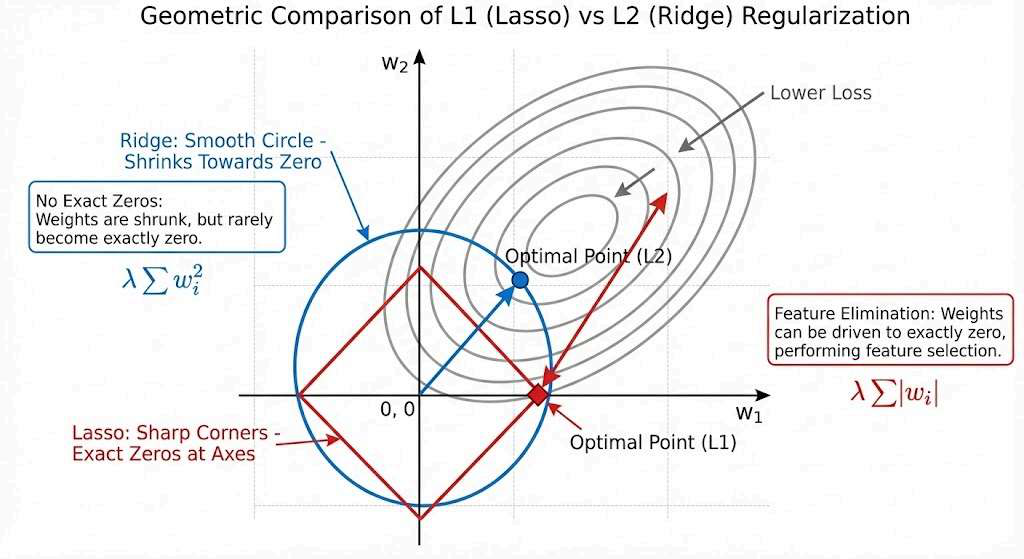 Geometric Comparison of L1 (Lasso) vs L2 (Ridge) Regularization
w₂
Lower Loss
Ridge: Smooth Circle -
Shrinks Towards Zero
No Exact Zeros:
Weights are shrunk, but rarely
become exactly zero.
λ∑w_i^2
Optimal Point (L2)
Feature Elimination: Weights
can be driven to exactly zero,
performing feature selection.
λ∑|w_i|
0, 0
w₁
Lasso: Sharp Corners -
Exact Zeros at Axes
Optimal Point (L1)